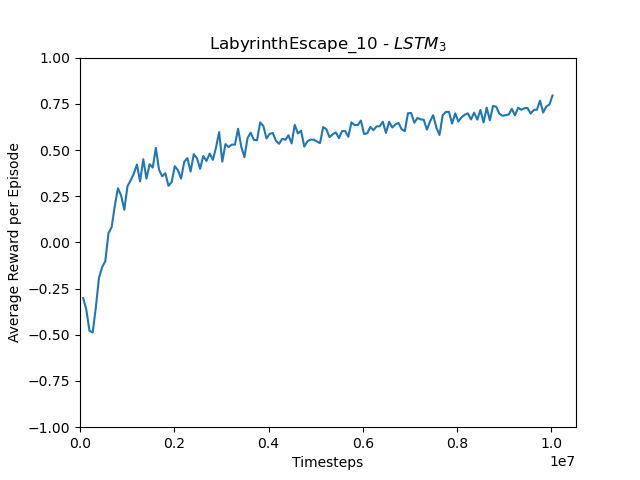 LabyrinthEscape_10 - LSTM₃
1.00
0.75
0.50
0.25
0.00
−0.25
−0.50
−0.75
−1.00
Average Reward per Episode
0.0 0.2 0.4 0.6 0.8 1.0
1e7
Timesteps